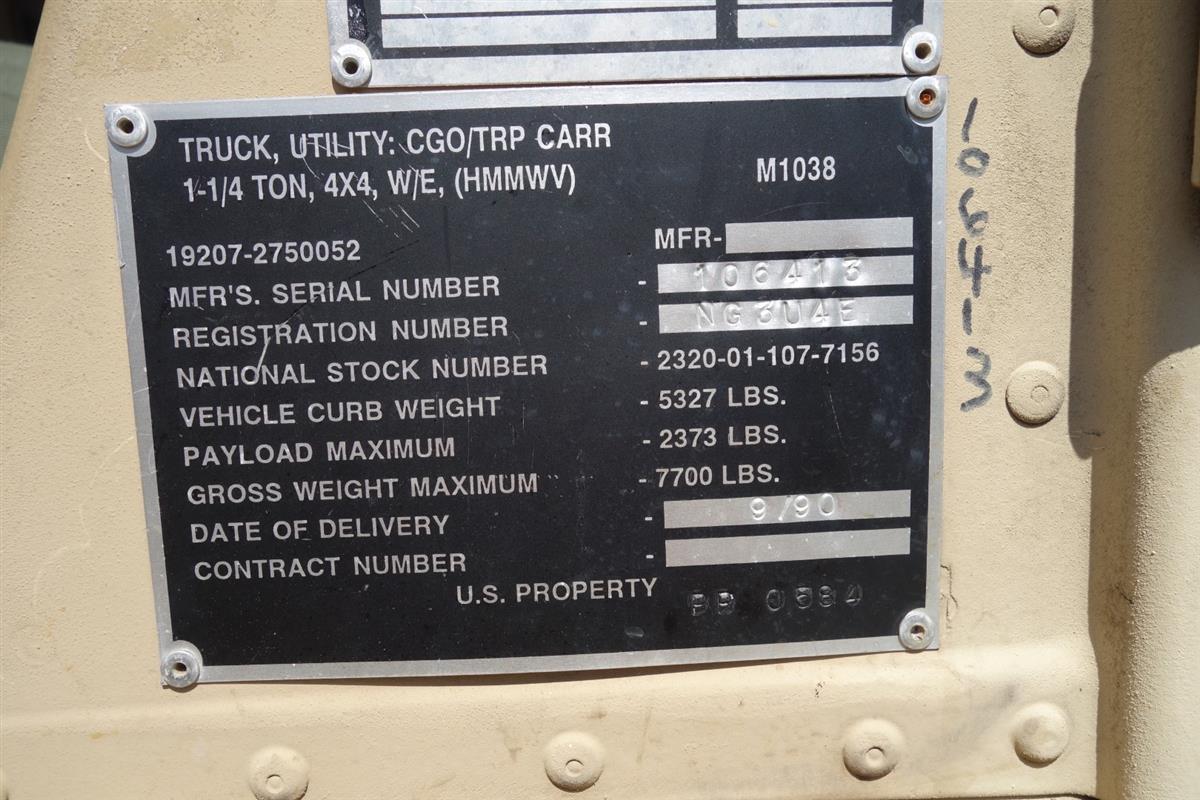 TRUCK, UTILITY: CGO/TRP CARR
1-1/4 TON, 4X4, W/E, (HMMWV) M1038
19207-2750052 MFR-
MFR'S. SERIAL NUMBER - 106413
REGISTRATION NUMBER - NG3U4E
NATIONAL STOCK NUMBER - 2320-01-107-7156
VEHICLE CURB WEIGHT - 5327 LBS.
PAYLOAD MAXIMUM - 2373 LBS.
GROSS WEIGHT MAXIMUM - 7700 LBS.
DATE OF DELIVERY - 9/90
CONTRACT NUMBER -
U.S. PROPERTY
106413